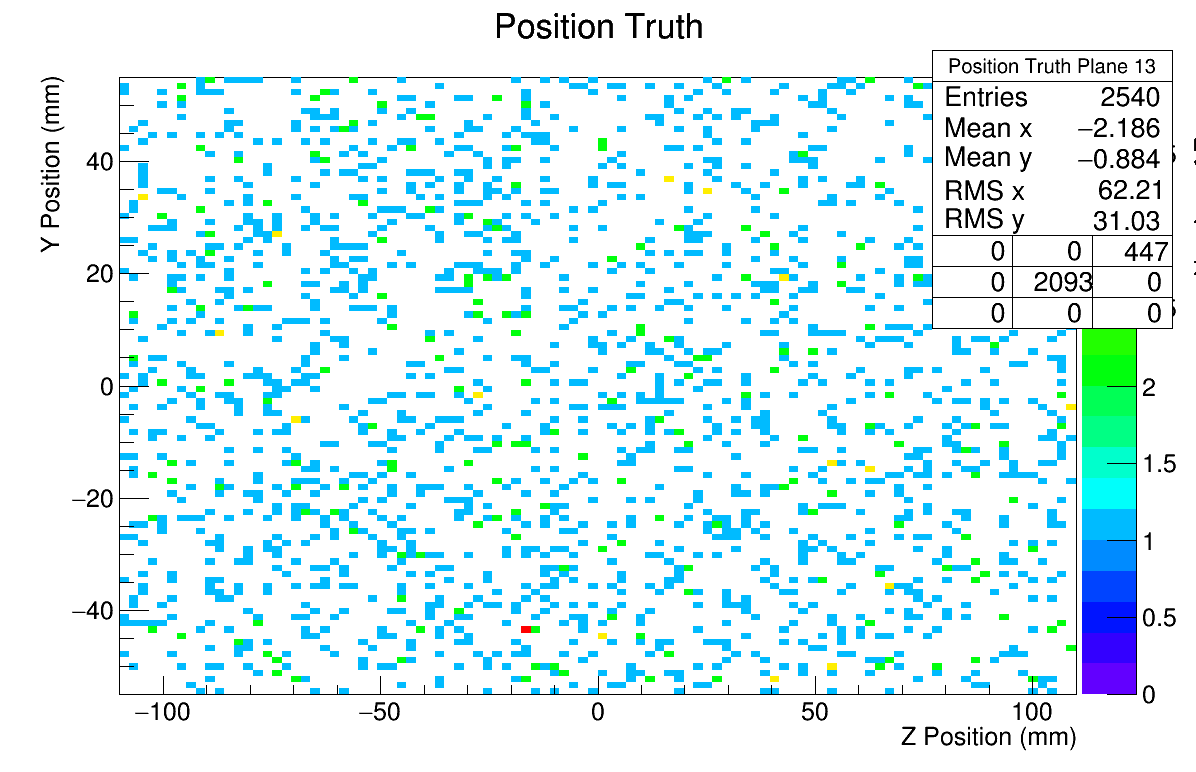 Position Truth
Position Truth Plane 13
Entries 2540
Mean x −2.186
Mean y −0.884
RMS x 62.21
RMS y 31.03
0 0 447
0 2093 0
0 0 0
Y Position (mm)
40
20
0
−20
−40
−100 −50 0 50 100
Z Position (mm)
2
1.5
1
0.5
0